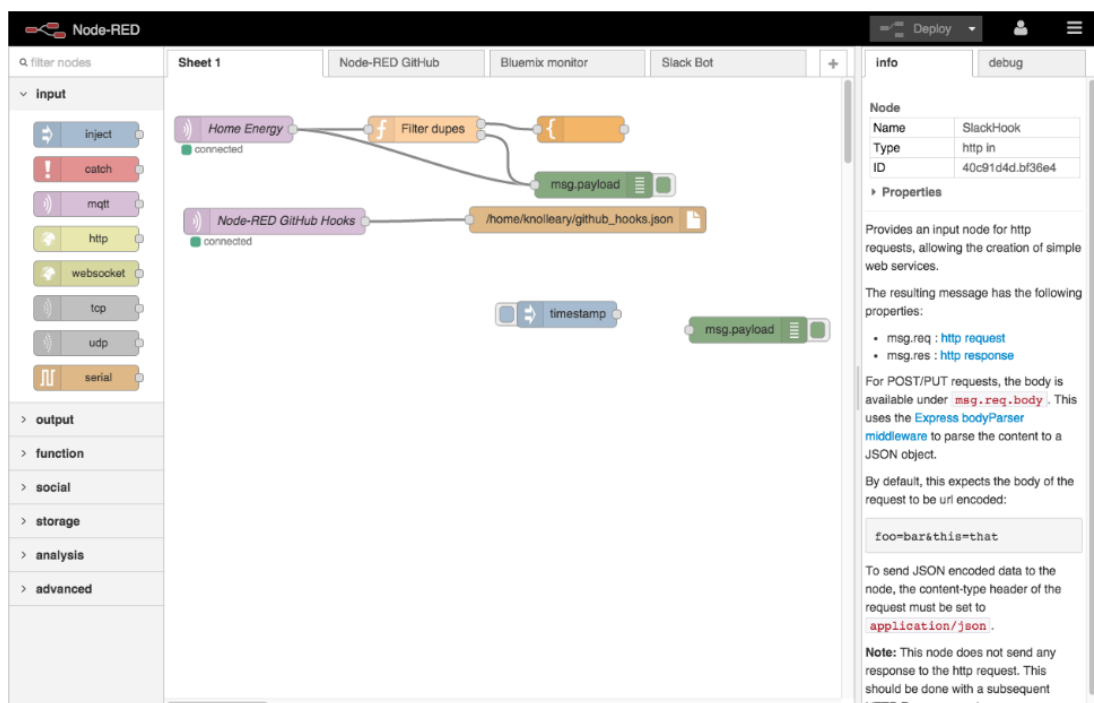 Node-RED
Deploy
filter nodes
input
inject
catch
mqtt
http
websocket
tcp
udp
serial
output
function
social
storage
analysis
advanced
Sheet 1
Node-RED GitHub
Bluemix monitor
Slack Bot
+
Home Energy
connected
Filter dupes
msg.payload
Node-RED GitHub Hooks
connected
/home/knolleary/github_hooks.json
timestamp
msg.payload
info
debug
Node
Name SlackHook
Type http in
ID 40c91d4d.bf36e4
Properties
Provides an input node for http
requests, allowing the creation of simple
web services.
The resulting message has the following
properties:
• msg.req : http request
• msg.res : http response
For POST/PUT requests, the body is
available under msg.req.body. This
uses the Express bodyParser
middleware to parse the content to a
JSON object.
By default, this expects the body of the
request to be url encoded:
foo=bar&this=that
To send JSON encoded data to the
node, the content-type header of the
request must be set to
application/json.
Note: This node does not send any
response to the http request. This
should be done with a subsequent